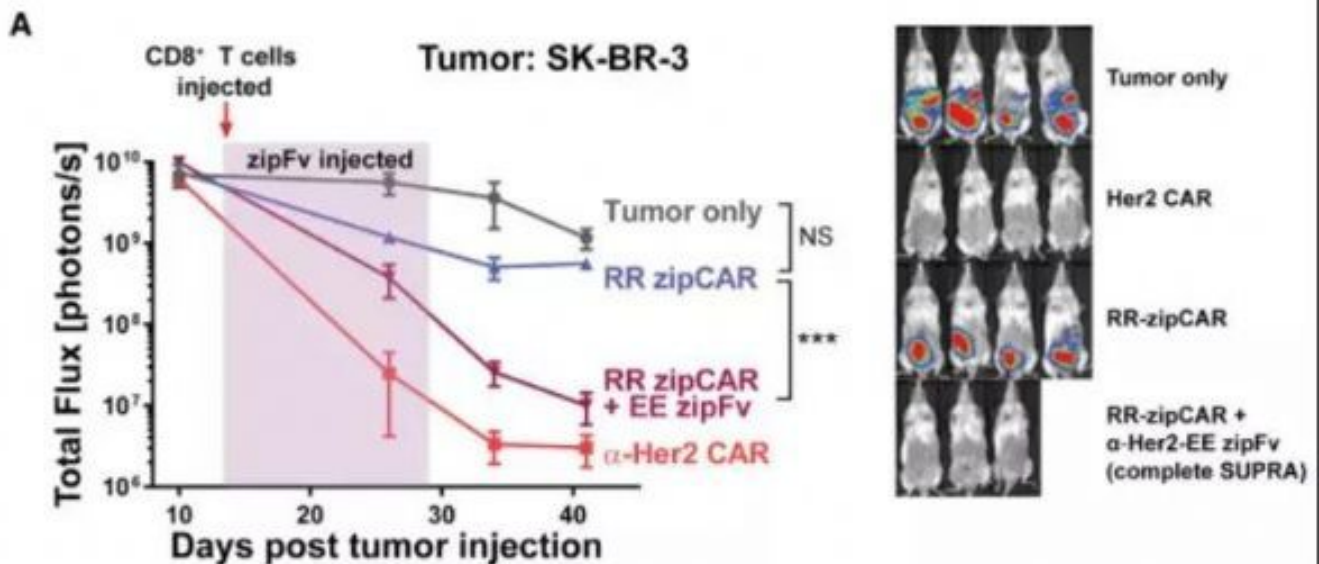 A
CD8⁺ T cells
injected
Tumor: SK-BR-3
zipFv injected
Total Flux [photons/s]
10¹⁰
10⁹
10⁸
10⁷
10⁶
10
20
30
40
Days post tumor injection
Tumor only
RR zipCAR
RR zipCAR
+ EE zipFv
α-Her2 CAR
NS
***
Tumor only
Her2 CAR
RR-zipCAR
RR-zipCAR +
α-Her2-EE zipFv
(complete SUPRA)